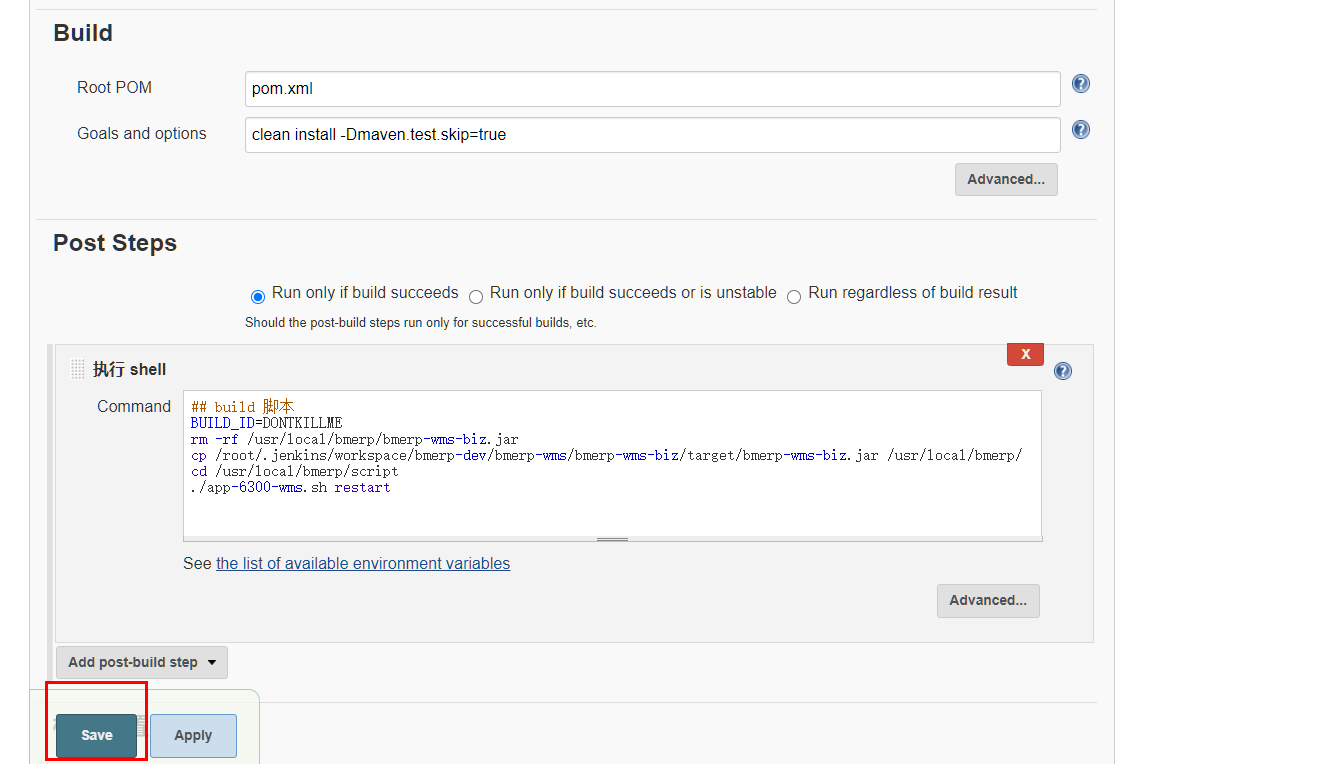 Build
Root POM
pom.xml
Goals and options
clean install -Dmaven.test.skip=true
Advanced...
Post Steps
Run only if build succeeds Run only if build succeeds or is unstable Run regardless of build result
Should the post-build steps run only for successful builds, etc.
X
执行 shell
Command
## build 脚本
BUILD_ID=DONTKILLME
rm -rf /usr/local/bmerp/bmerp-wms-biz.jar
cp /root/.jenkins/workspace/bmerp-dev/bmerp-wms/bmerp-wms-biz/target/bmerp-wms-biz.jar /usr/local/bmerp/
cd /usr/local/bmerp/script
./app-6300-wms.sh restart
See the list of available environment variables
Advanced...
Add post-build step
Save
Apply